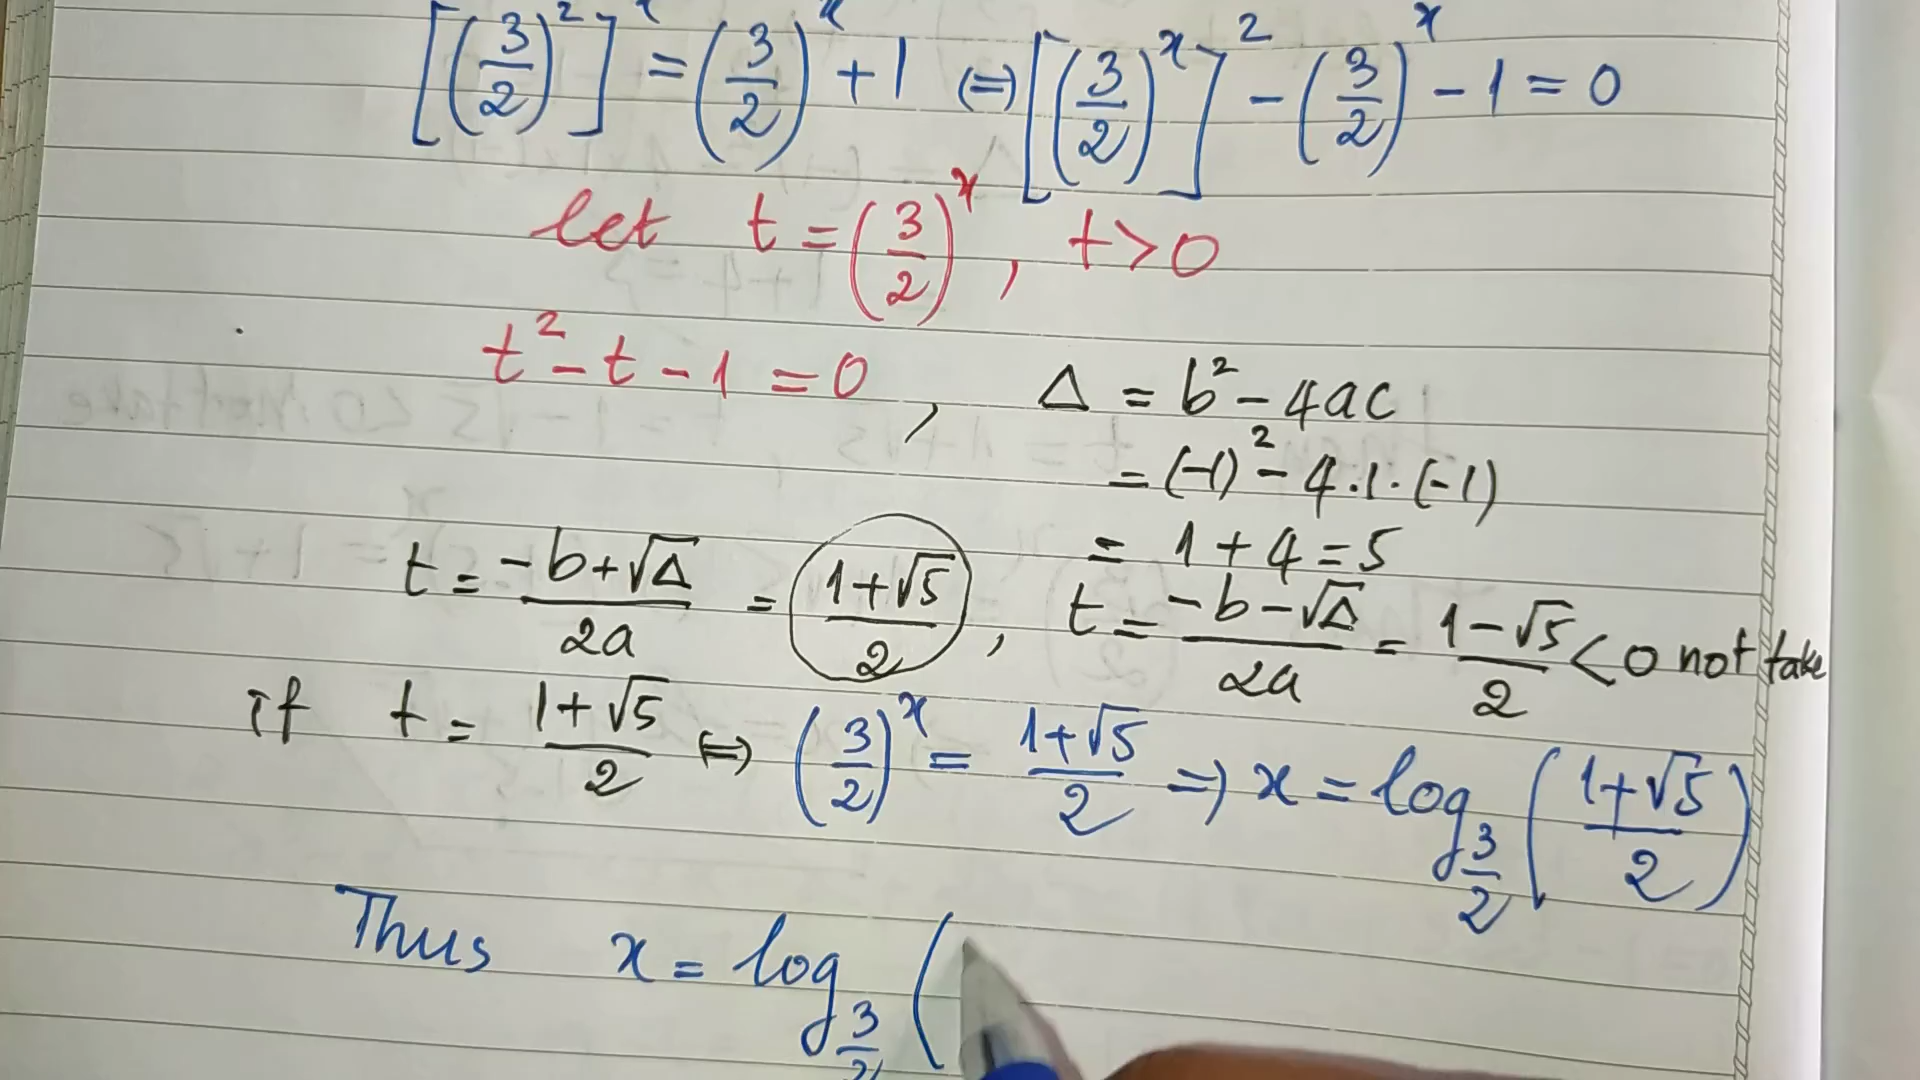 [(3/2)²]ˣ = (3/2)ˣ + 1 ⇔ [(3/2)ˣ]² - (3/2)ˣ - 1 = 0
let t = (3/2)ˣ, t > 0
t² - t - 1 = 0, Δ = b² - 4ac
= (-1)² - 4·1·(-1)
= 1 + 4 = 5
t = (-b+√Δ)/2a = (1+√5)/2, t = (-b-√Δ)/2a = (1-√5)/2 < 0 not take
if t = (1+√5)/2 ⇔ (3/2)ˣ = (1+√5)/2 ⇒ x = log_{3/2} ((1+√5)/2)
Thus x = log_{3/2} (